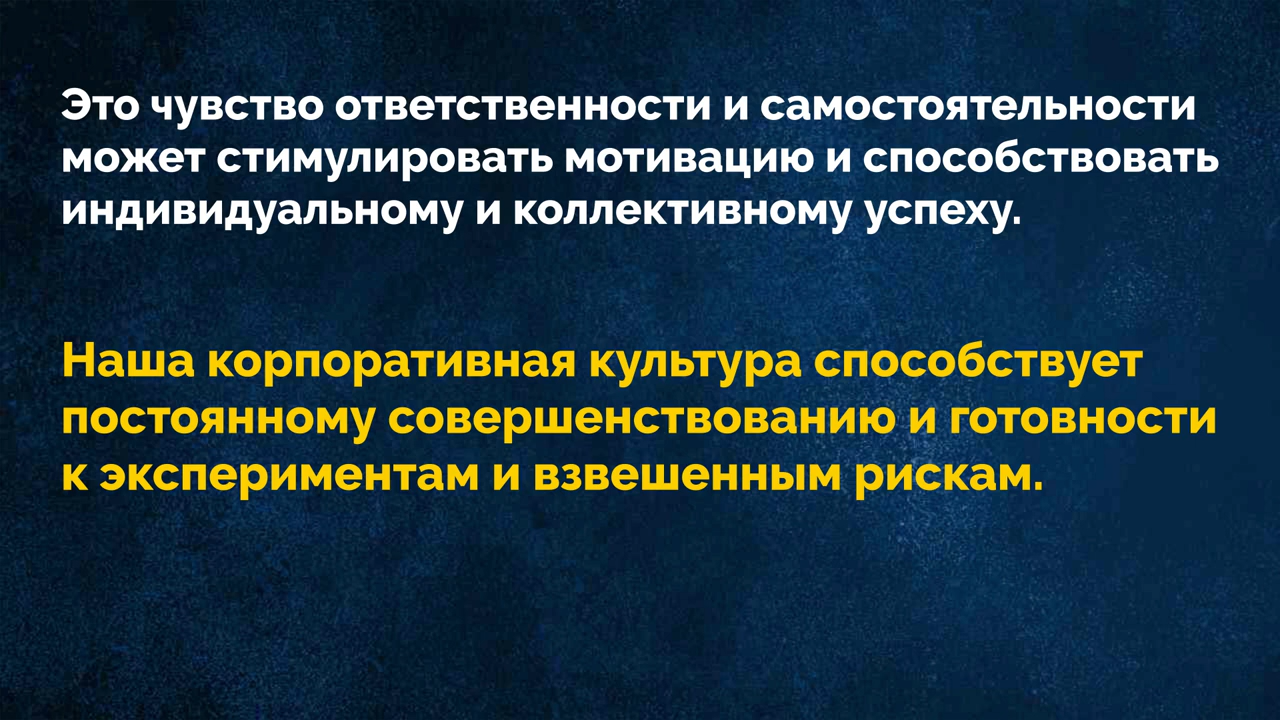 Это чувство ответственности и самостоятельности
может стимулировать мотивацию и способствовать
индивидуальному и коллективному успеху.
Наша корпоративная культура способствует
постоянному совершенствованию и готовности
к экспериментам и взвешенным рискам.